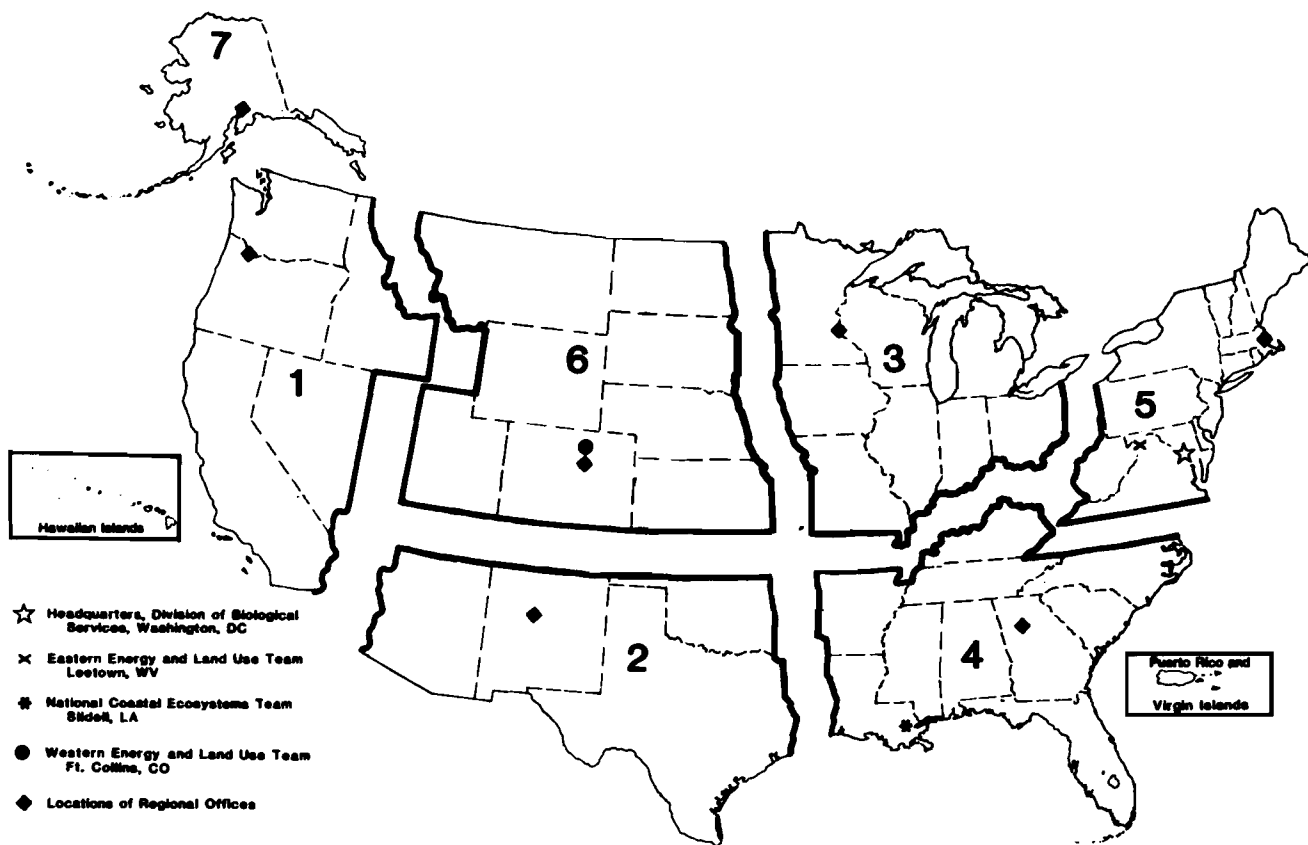 7
6
3
1
5
Hawaiian Islands
Headquarters, Division of Biological
Services, Washington, DC
Eastern Energy and Land Use Team
Leetown, WV
National Coastal Ecosystems Team
Slidell, LA
Western Energy and Land Use Team
Ft. Collins, CO
Locations of Regional Offices
2
4
Puerto Rico and
Virgin Islands